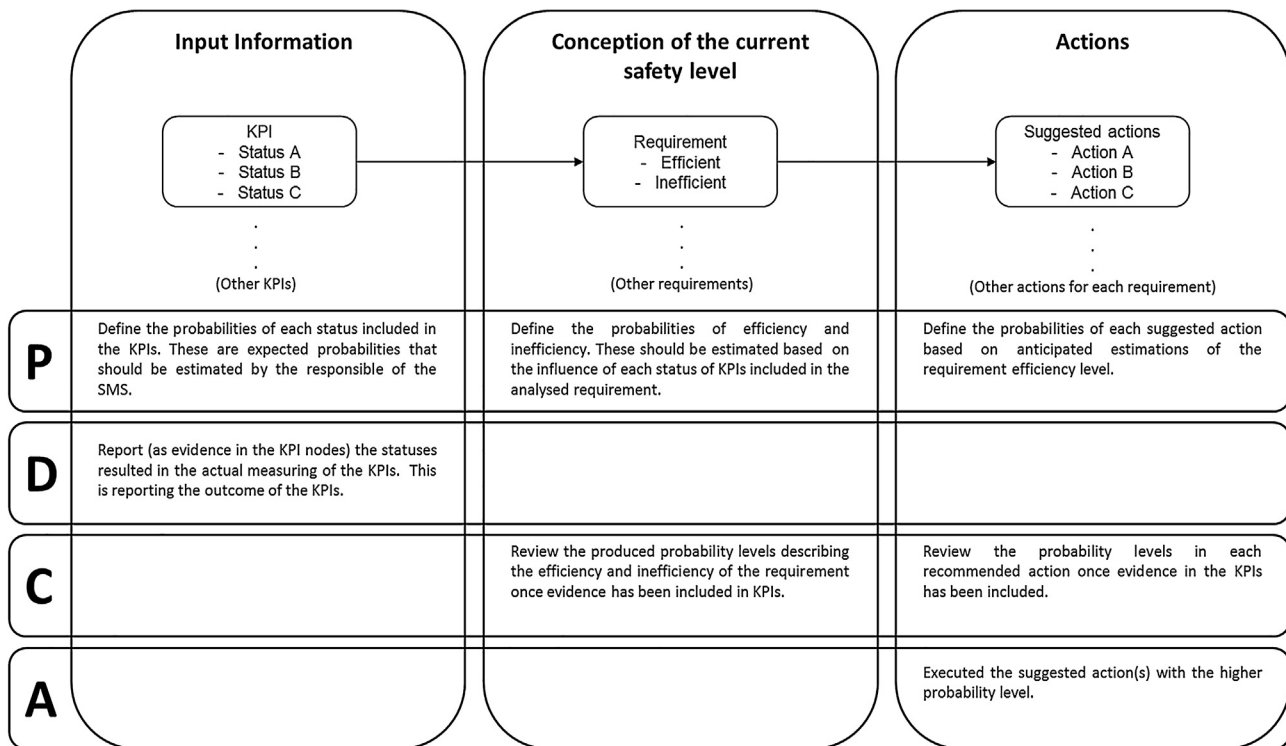 Input Information
KPI
- Status A
- Status B
- Status C
.
.
.
(Other KPIs)
Conception of the current
safety level
Requirement
- Efficient
- Inefficient
.
.
.
(Other requirements)
Actions
Suggested actions
- Action A
- Action B
- Action C
.
.
.
(Other actions for each requirement)
P
Define the probabilities of each status included in
the KPIs. These are expected probabilities that
should be estimated by the responsible of the
SMS.
Define the probabilities of efficiency and
inefficiency. These should be estimated based on
the influence of each status of KPIs included in the
analysed requirement.
Define the probabilities of each suggested action
based on anticipated estimations of the
requirement efficiency level.
D
Report (as evidence in the KPI nodes) the statuses
resulted in the actual measuring of the KPIs. This
is reporting the outcome of the KPIs.
C
Review the produced probability levels describing
the efficiency and inefficiency of the requirement
once evidence has been included in KPIs.
Review the probability levels in each
recommended action once evidence in the KPIs
has been included.
A
Executed the suggested action(s) with the higher
probability level.